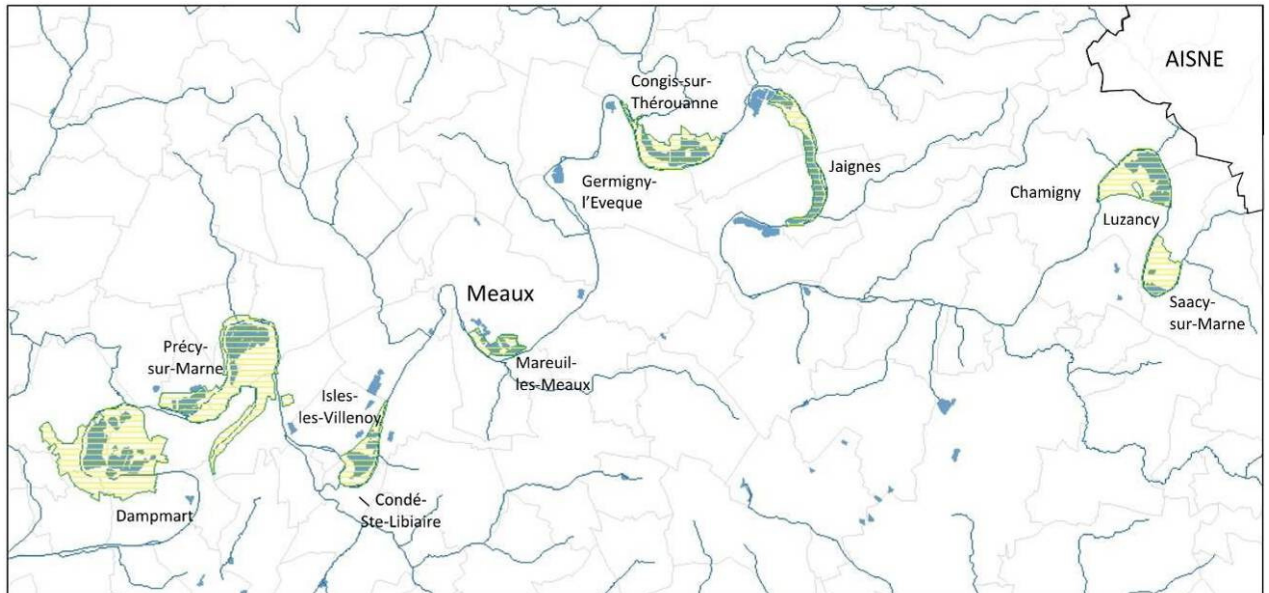 AISNE
Congis-sur-
Thérouanne
Jaignes
Germigny-
l'Eveque
Chamigny
Luzancy
Meaux
Saacy-
sur-Marne
Précy-
sur-Marne
Mareuil-
les-Meaux
Isles-
les-Villenoy
Condé-
Ste-Libiaire
Dampmart